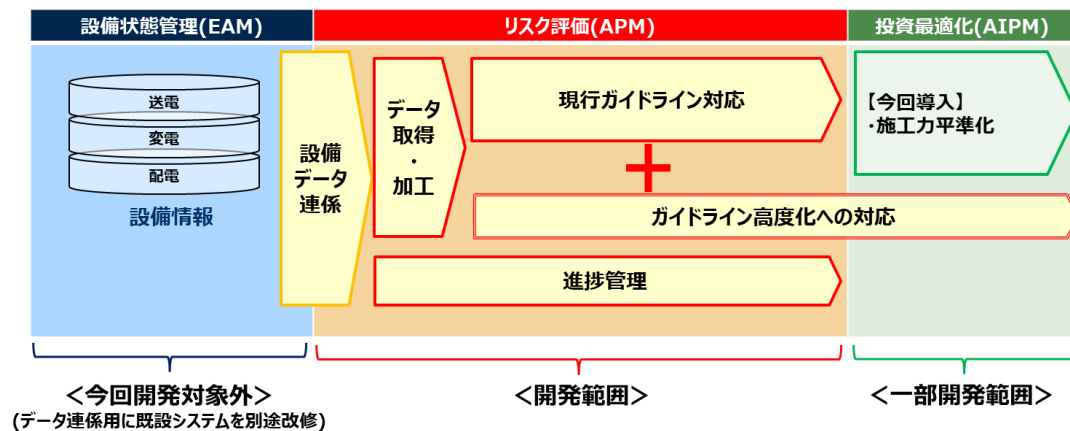 設備状態管理(EAM)
リスク評価(APM)
投資最適化(AIPM)
送電
変電
配電
設備情報
設備
データ
連係
データ
取得
・
加工
現行ガイドライン対応
ガイドライン高度化への対応
進捗管理
【今回導入】
・施工力平準化
<今回開発対象外>
(データ連係用に既設システムを別途改修)
<開発範囲>
<一部開発範囲>